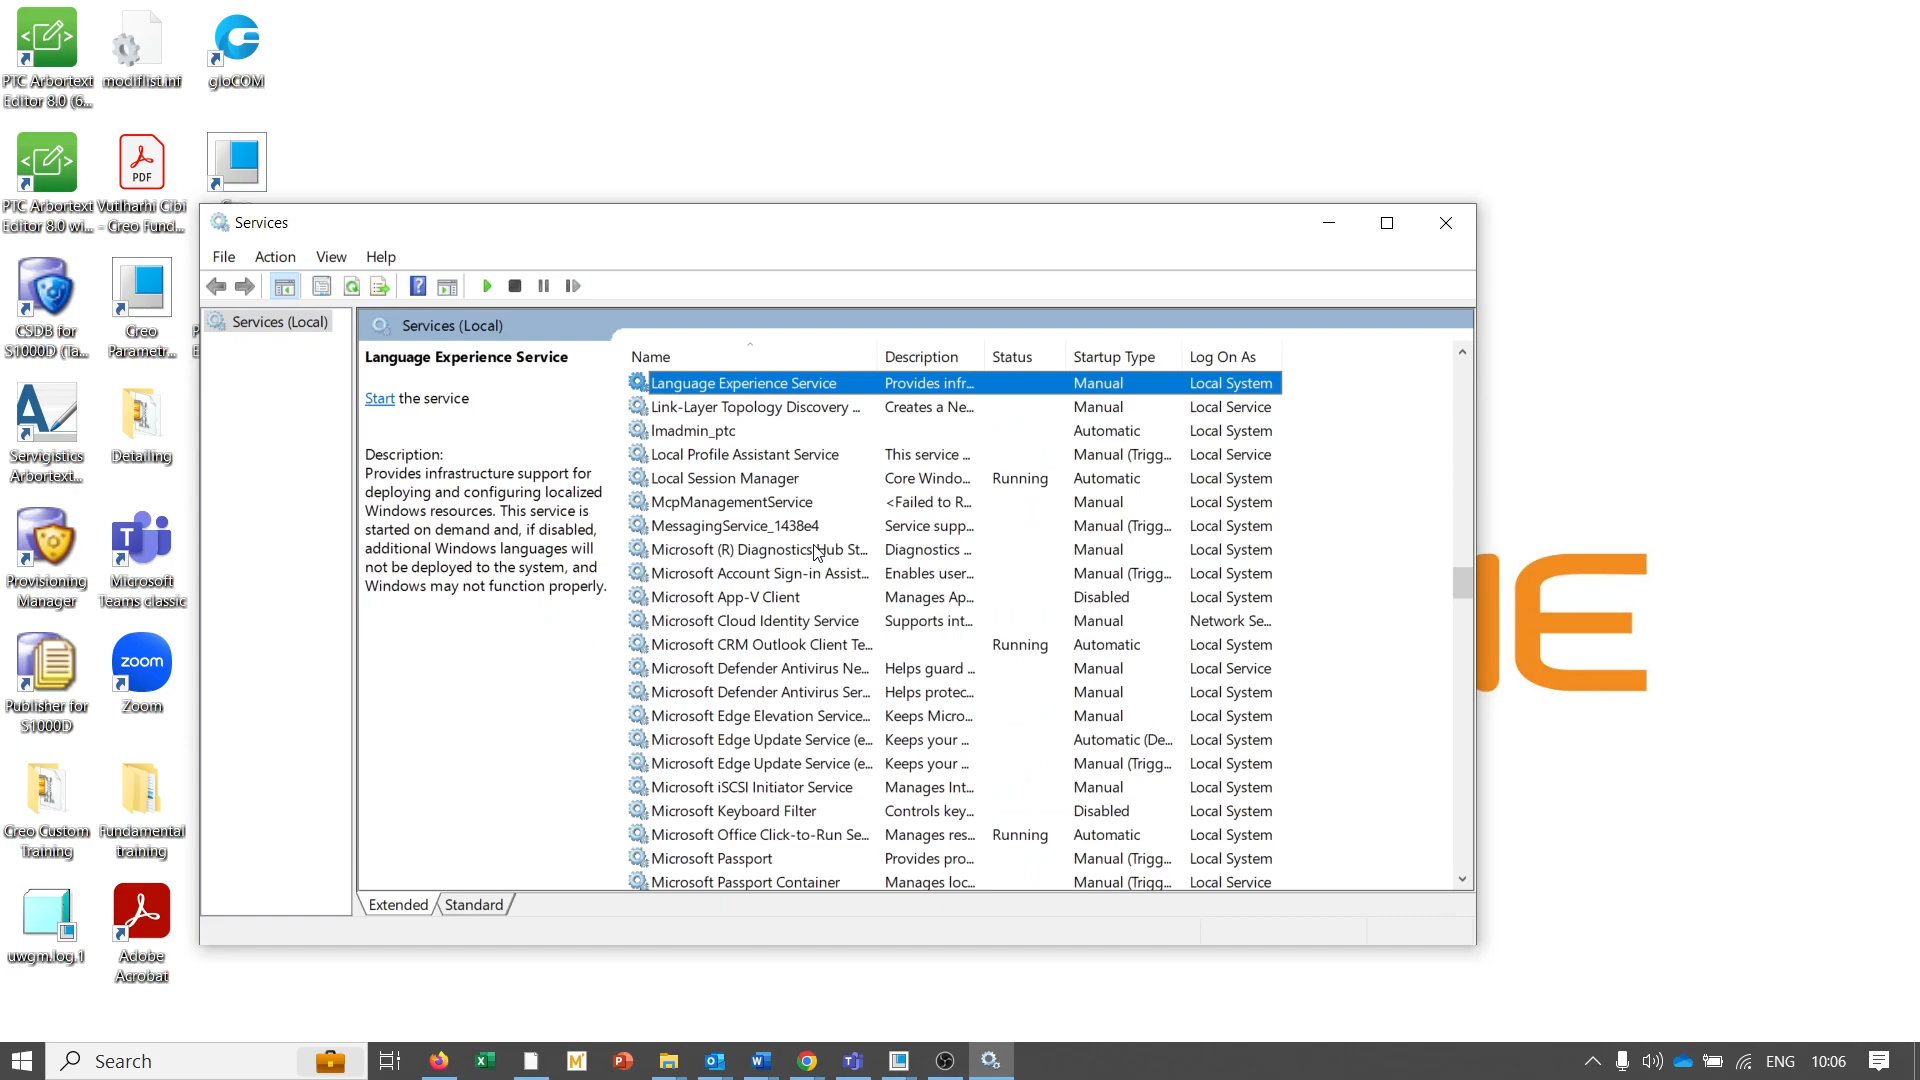 PTC Arbortext
Editor 8.0 (6...
modiflist.inf
gloCOM
PTC Arbortext
Editor 8.0 wi...
PDF
Vutlharhi Cibi
- Creo Fund...
CSDB for
S1000D (Ta...
Creo
Parametr...
Servigistics
Arbortext...
Detailing
Provisioning
Manager
Microsoft
Teams classic
Publisher for
S1000D
zoom
Zoom
Creo Custom
Training
Fundamental
training
uwgm.log.1
Adobe
Acrobat
Services
File Action View Help
Services (Local)
Services (Local)
Language Experience Service
Start the service
Description:
Provides infrastructure support for
deploying and configuring localized
Windows resources. This service is
started on demand and, if disabled,
additional Windows languages will
not be deployed to the system, and
Windows may not function properly.
Name Description Status Startup Type Log On As
Language Experience Service Provides infr... Manual Local System
Link-Layer Topology Discovery ... Creates a Ne... Manual Local Service
lmadmin_ptc Automatic Local System
Local Profile Assistant Service This service ... Manual (Trigg... Local Service
Local Session Manager Core Windo... Running Automatic Local System
McpManagementService <Failed to R... Manual Local System
MessagingService_1438e4 Service supp... Manual (Trigg... Local System
Microsoft (R) Diagnostics Hub St... Diagnostics ... Manual Local System
Microsoft Account Sign-in Assist... Enables user... Manual (Trigg... Local System
Microsoft App-V Client Manages Ap... Disabled Local System
Microsoft Cloud Identity Service Supports int... Manual Network Se...
Microsoft CRM Outlook Client Te... Running Automatic Local System
Microsoft Defender Antivirus Ne... Helps guard ... Manual Local Service
Microsoft Defender Antivirus Ser... Helps protec... Manual Local System
Microsoft Edge Elevation Service... Keeps Micro... Manual Local System
Microsoft Edge Update Service (e... Keeps your ... Automatic (De... Local System
Microsoft Edge Update Service (e... Keeps your ... Manual (Trigg... Local System
Microsoft iSCSI Initiator Service Manages Int... Manual Local System
Microsoft Keyboard Filter Controls key... Disabled Local System
Microsoft Office Click-to-Run Se... Manages res... Running Automatic Local System
Microsoft Passport Provides pro... Manual (Trigg... Local System
Microsoft Passport Container Manages loc... Manual (Trigg... Local Service
Extended Standard
Search
ENG 10:06